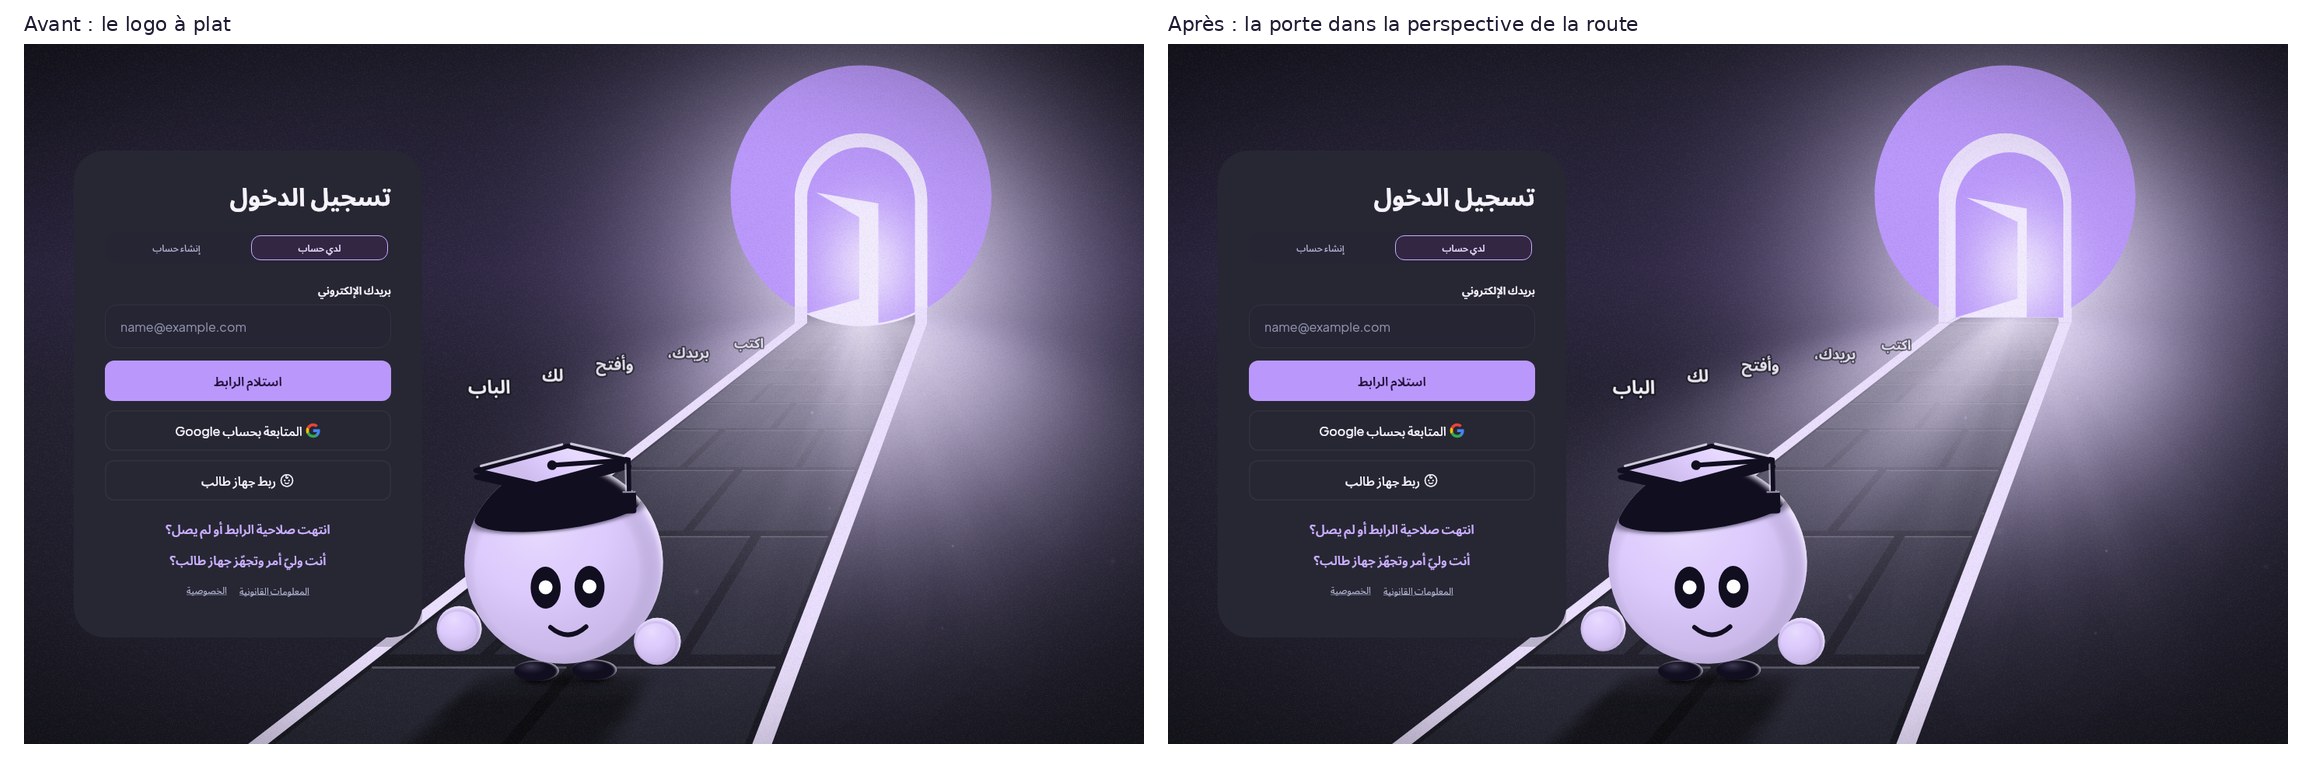 Avant : le logo à plat
تسجيل الدخول
لدي حساب
إنشاء حساب
بريدك الإلكتروني
name@example.com
استلام الرابط
المتابعة بحساب Google
ربط جهاز طالب
انتهت صلاحية الرابط أو لم يصل؟
أنت وليّ أمر وتجهّز جهاز طالب؟
المعلومات القانونية الخصوصية
اكتب بريدك، وأفتح لك الباب
Après : la porte dans la perspective de la route
تسجيل الدخول
لدي حساب
إنشاء حساب
بريدك الإلكتروني
name@example.com
استلام الرابط
المتابعة بحساب Google
ربط جهاز طالب
انتهت صلاحية الرابط أو لم يصل؟
أنت وليّ أمر وتجهّز جهاز طالب؟
المعلومات القانونية الخصوصية
اكتب بريدك، وأفتح لك الباب